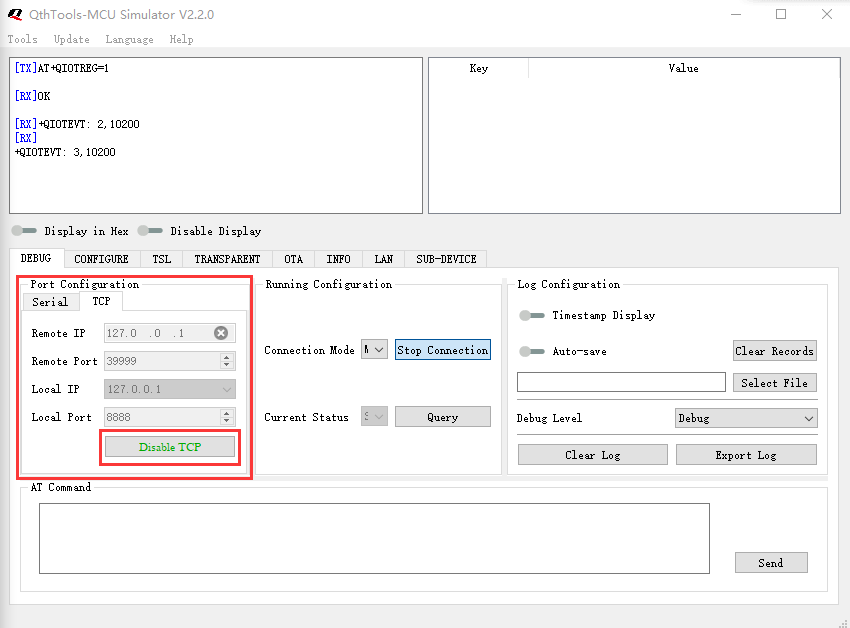 QthTools-MCU Simulator V2.2.0
Tools Update Language Help
[TX]AT+QIOTREG=1
[RX]OK
[RX]+QIOTEVT: 2,10200
[RX]
+QIOTEVT: 3,10200
Key Value
Display in Hex Disable Display
DEBUG CONFIGURE TSL TRANSPARENT OTA INFO LAN SUB-DEVICE
Port Configuration
Serial TCP
Remote IP 127.0 .0 .1
Remote Port 39999
Local IP 127.0.0.1
Local Port 8888
Disable TCP
Running Configuration
Connection Mode Stop Connection
Current Status Query
Log Configuration
Timestamp Display
Auto-save Clear Records
Select File
Debug Level Debug
Clear Log Export Log
AT Command
Send